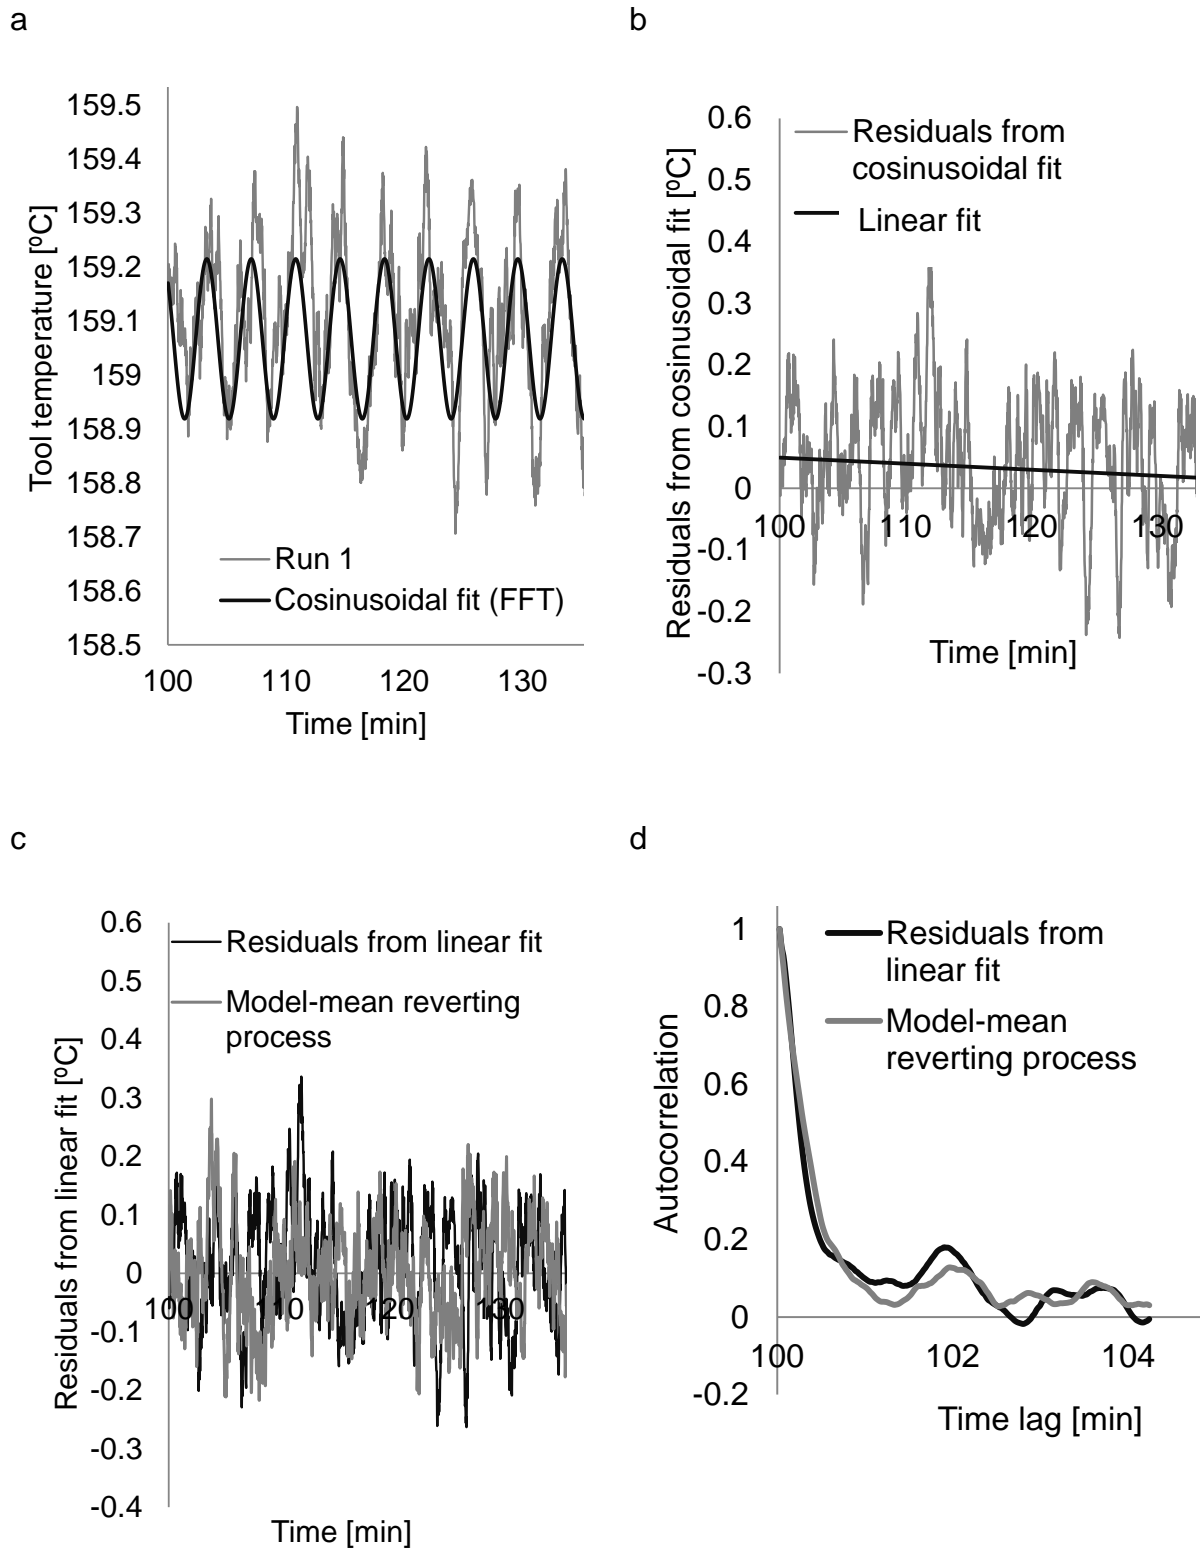 a
159.5
159.4
159.3
159.2
159.1
159
158.9
158.8
158.7
158.6
158.5
Tool temperature [ºC]
Run 1
Cosinusoidal fit (FFT)
100 110 120 130
Time [min]
b
0.6
0.5
0.4
0.3
0.2
0.1
0
-0.1
-0.2
-0.3
Residuals from cosinusoidal fit [ºC]
Residuals from
cosinusoidal fit
Linear fit
100 110 120 130
Time [min]
c
0.6
0.5
0.4
0.3
0.2
0.1
0
-0.1
-0.2
-0.3
-0.4
Residuals from linear fit [ºC]
Residuals from linear fit
Model-mean reverting
process
100 110 120 130
Time [min]
d
1
0.8
0.6
0.4
0.2
0
-0.2
Autocorrelation
Residuals from
linear fit
Model-mean
reverting process
100 102 104
Time lag [min]